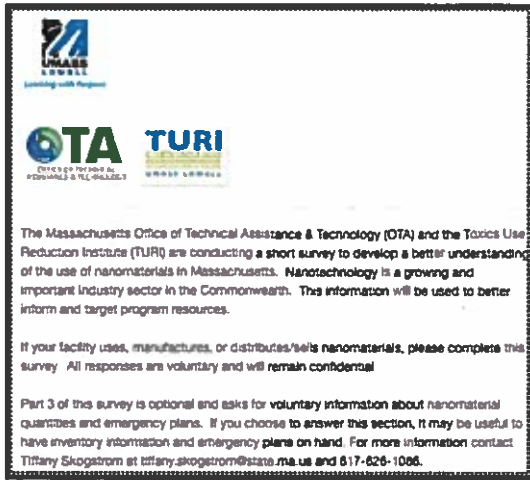 UMASS
LOWELL
Learning with Purpose
OTA
TURI
UMASS LOWELL
The Massachusetts Office of Technical Assistance & Technology (OTA) and the Toxics Use
Reduction Institute (TURI) are conducting a short survey to develop a better understanding
of the use of nanomaterials in Massachusetts. Nanotechnology is a growing and
important industry sector in the Commonwealth. This information will be used to better
inform and target program resources.
If your facility uses, manufactures, or distributes/sells nanomaterials, please complete this
survey. All responses are voluntary and will remain confidential
Part 3 of this survey is optional and asks for voluntary information about nanomaterial
quantities and emergency plans. If you choose to answer this section, it may be useful to
have inventory information and emergency plans on hand. For more information contact
Tiffany Skogstrom at tiffany.skogstrom@state.ma.us and 617-626-1086.